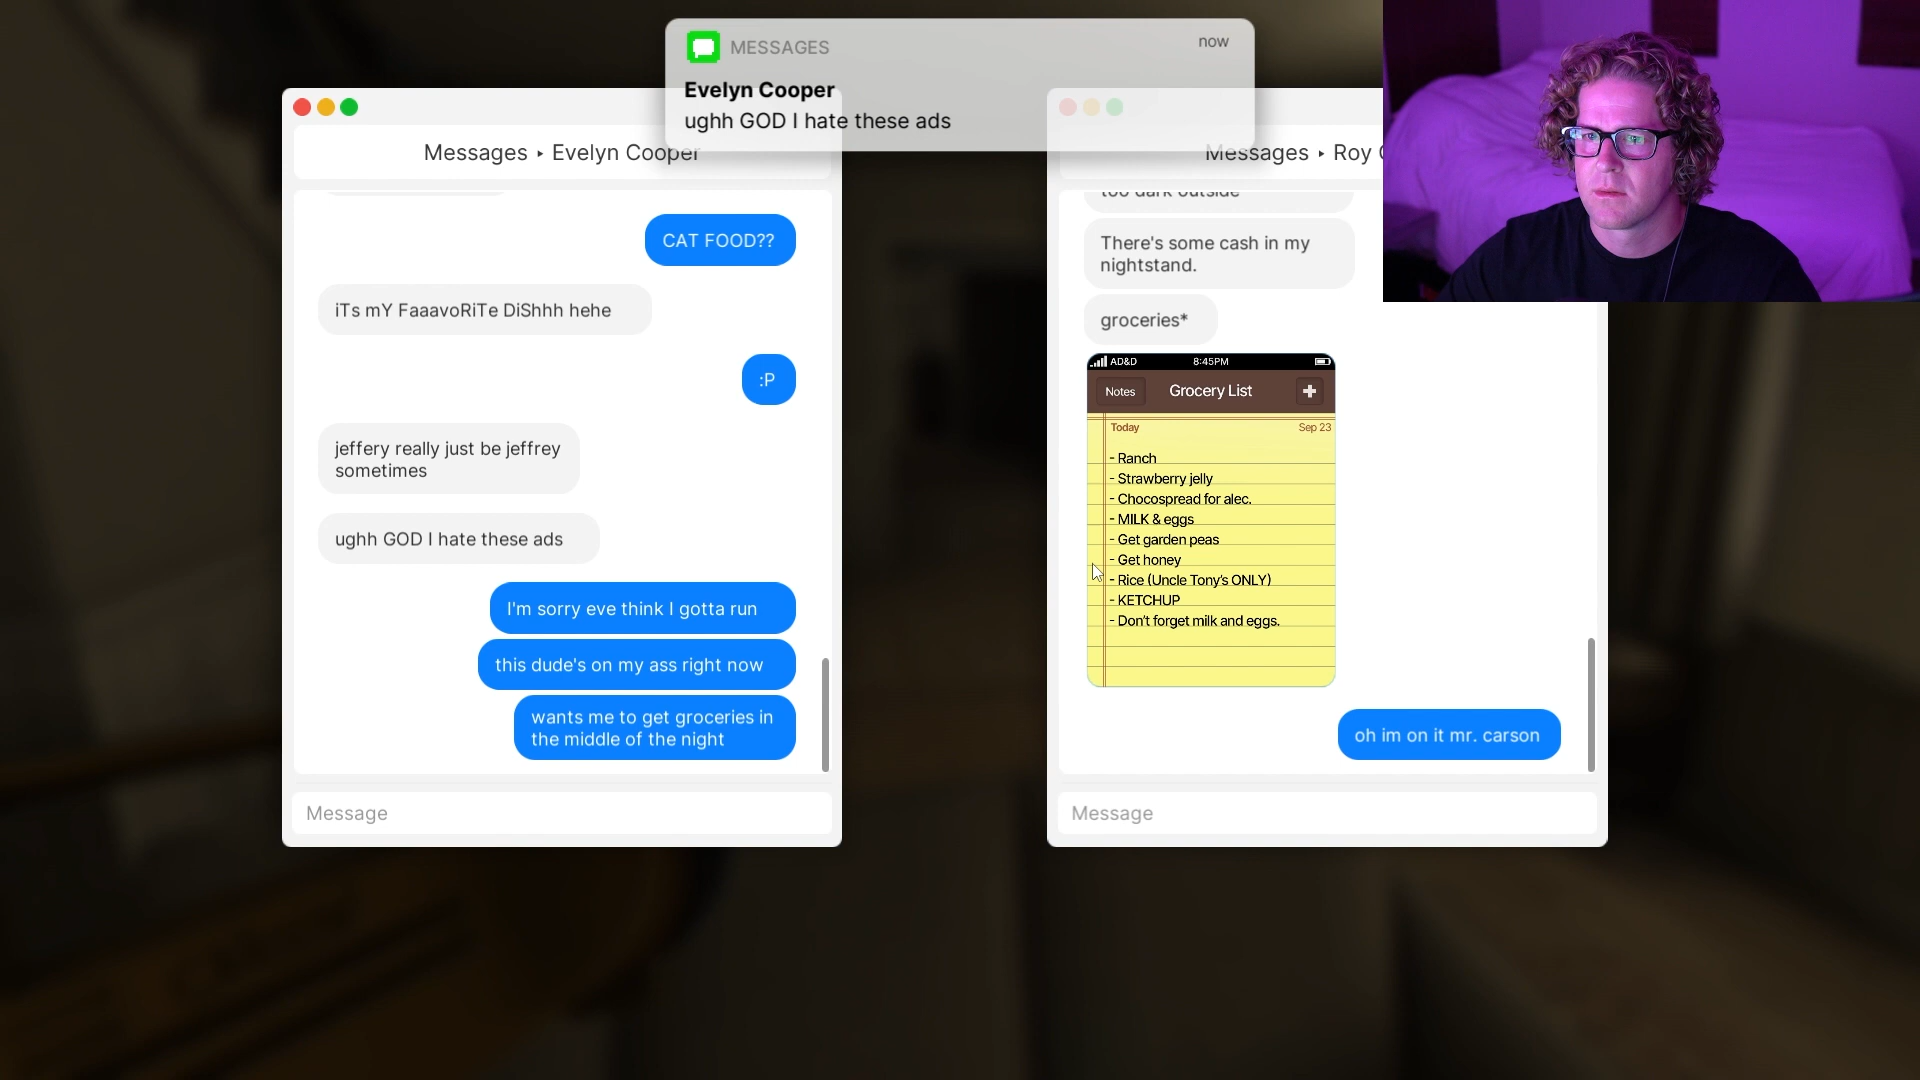 MESSAGES
now
Evelyn Cooper
ughh GOD I hate these ads
Messages ‣ Evelyn Cooper
CAT FOOD??
iTs mY FaaavoRiTe DiShhh hehe
:P
jeffery really just be jeffrey
sometimes
ughh GOD I hate these ads
I'm sorry eve think I gotta run
this dude's on my ass right now
wants me to get groceries in
the middle of the night
Message
Messages ‣ Roy
too dark outside
There's some cash in my
nightstand.
groceries*
AD&D
8:45PM
Notes
Grocery List
Today
Sep 23
- Ranch
- Strawberry jelly
- Chocospread for alec.
- MILK & eggs
- Get garden peas
- Get honey
- Rice (Uncle Tony's ONLY)
- KETCHUP
- Don't forget milk and eggs.
oh im on it mr. carson
Message